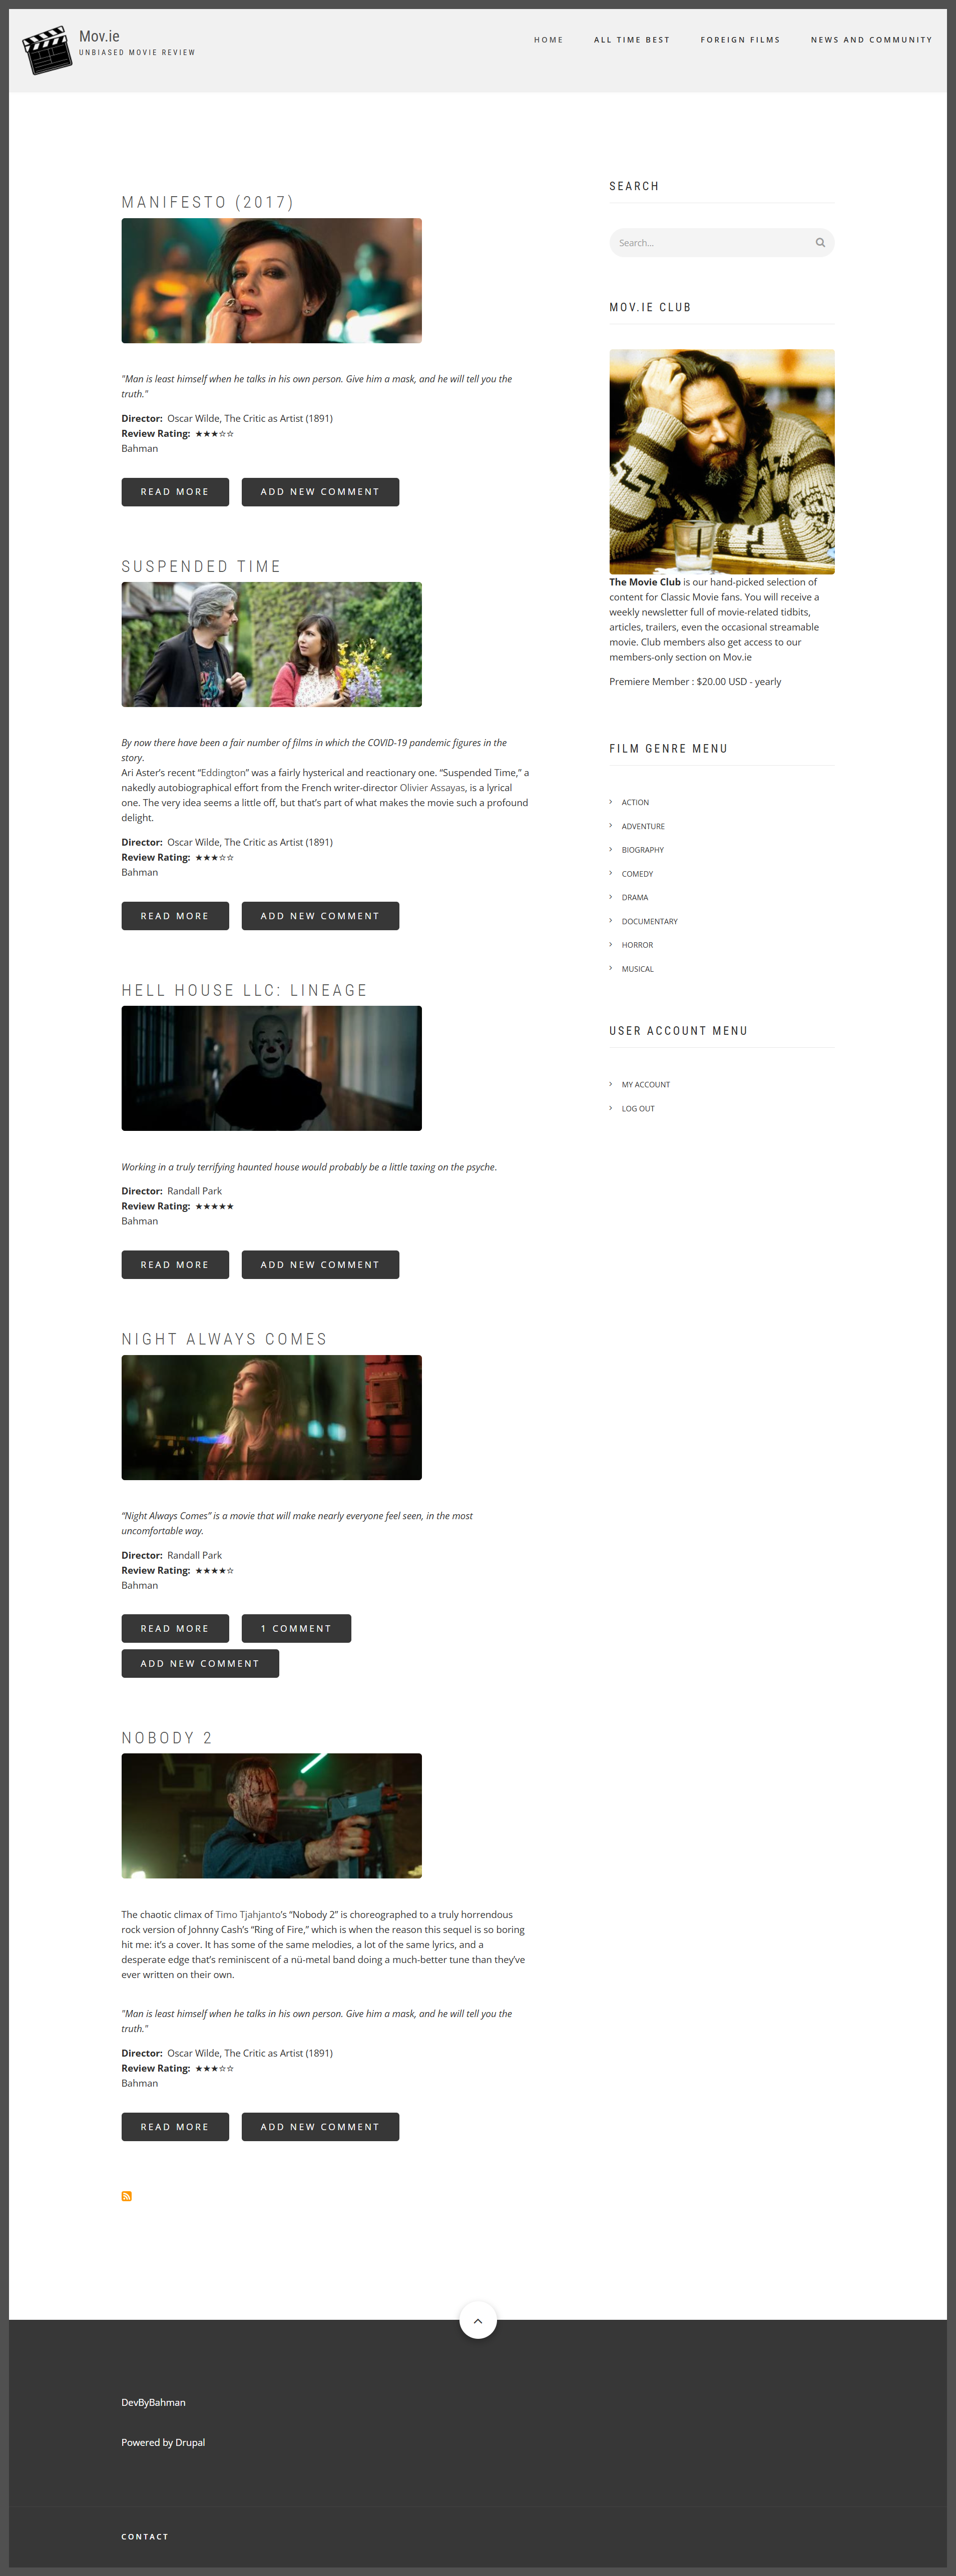 Mov.ie
UNBIASED MOVIE REVIEW
HOME
ALL TIME BEST
FOREIGN FILMS
NEWS AND COMMUNITY
MANIFESTO (2017)
"Man is least himself when he talks in his own person. Give him a mask, and he will tell you the
truth."
Director: Oscar Wilde, The Critic as Artist (1891)
Review Rating: ★★★☆☆
Bahman
READ MORE
ADD NEW COMMENT
SUSPENDED TIME
By now there have been a fair number of films in which the COVID-19 pandemic figures in the
story.
Ari Aster's recent “Eddington” was a fairly hysterical and reactionary one. “Suspended Time,” a
nakedly autobiographical effort from the French writer-director Olivier Assayas, is a lyrical
one. The very idea seems a little off, but that’s part of what makes the movie such a profound
delight.
Director: Oscar Wilde, The Critic as Artist (1891)
Review Rating: ★★★☆☆
Bahman
READ MORE
ADD NEW COMMENT
HELL HOUSE LLC: LINEAGE
Working in a truly terrifying haunted house would probably be a little taxing on the psyche.
Director: Randall Park
Review Rating: ★★★★★
Bahman
READ MORE
ADD NEW COMMENT
NIGHT ALWAYS COMES
“Night Always Comes” is a movie that will make nearly everyone feel seen, in the most
uncomfortable way.
Director: Randall Park
Review Rating: ★★★★☆
Bahman
READ MORE
1 COMMENT
ADD NEW COMMENT
NOBODY 2
The chaotic climax of Timo Tjahjanto’s “Nobody 2” is choreographed to a truly horrendous
rock version of Johnny Cash’s “Ring of Fire,” which is when the reason this sequel is so boring
hit me: it’s a cover. It has some of the same melodies, a lot of the same lyrics, and a
desperate edge that’s reminiscent of a nü-metal band doing a much-better tune than they’ve
ever written on their own.
"Man is least himself when he talks in his own person. Give him a mask, and he will tell you the
truth."
Director: Oscar Wilde, The Critic as Artist (1891)
Review Rating: ★★★☆☆
Bahman
READ MORE
ADD NEW COMMENT
SEARCH
Search...
MOV.IE CLUB
The Movie Club is our hand-picked selection of
content for Classic Movie fans. You will receive a
weekly newsletter full of movie-related tidbits,
articles, trailers, even the occasional streamable
movie. Club members also get access to our
members-only section on Mov.ie
Premiere Member : $20.00 USD - yearly
FILM GENRE MENU
ACTION
ADVENTURE
BIOGRAPHY
COMEDY
DRAMA
DOCUMENTARY
HORROR
MUSICAL
USER ACCOUNT MENU
MY ACCOUNT
LOG OUT
DevByBahman
Powered by Drupal
CONTACT